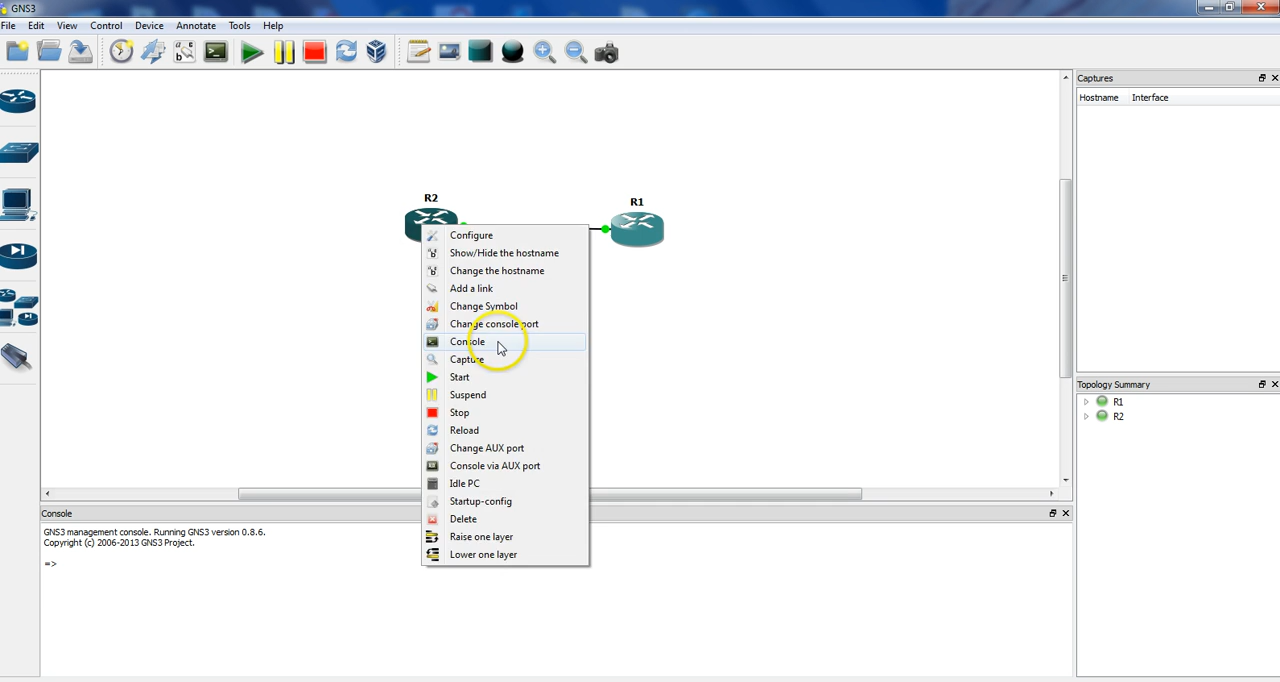 GNS3
File Edit View Control Device Annotate Tools Help
Captures
Hostname Interface
R2
R1
Configure
Show/Hide the hostname
Change the hostname
Add a link
Change Symbol
Change console port
Console
Capture
Start
Suspend
Stop
Reload
Change AUX port
Console via AUX port
Idle PC
Startup-config
Delete
Raise one layer
Lower one layer
Topology Summary
R1
R2
Console
GNS3 management console. Running GNS3 version 0.8.6.
Copyright (c) 2006-2013 GNS3 Project.
=>